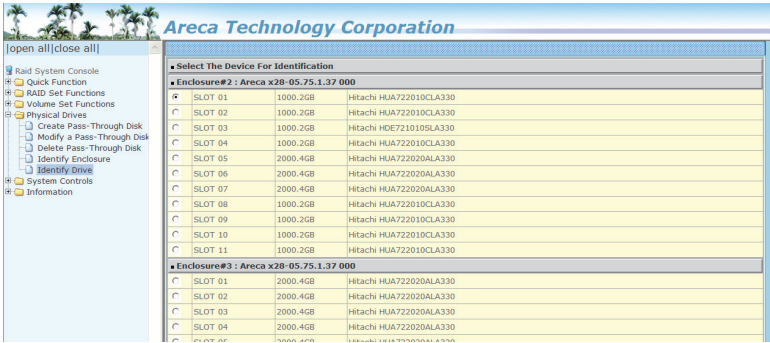 Areca Technology Corporation
|open all|close all|
Raid System Console
Quick Function
RAID Set Functions
Volume Set Functions
Physical Drives
Create Pass-Through Disk
Modify a Pass-Through Disk
Delete Pass-Through Disk
Identify Enclosure
Identify Drive
System Controls
Information
Select The Device For Identification
Enclosure#2 : Areca x28-05.75.1.37 000
SLOT 01 1000.2GB Hitachi HUA722010CLA330
SLOT 02 1000.2GB Hitachi HUA722010CLA330
SLOT 03 1000.2GB Hitachi HDE721010SLA330
SLOT 04 1000.2GB Hitachi HUA722010CLA330
SLOT 05 2000.4GB Hitachi HUA722020ALA330
SLOT 06 2000.4GB Hitachi HUA722020ALA330
SLOT 07 2000.4GB Hitachi HUA722020ALA330
SLOT 08 1000.2GB Hitachi HUA722010CLA330
SLOT 09 1000.2GB Hitachi HUA722010CLA330
SLOT 10 1000.2GB Hitachi HUA722010CLA330
SLOT 11 1000.2GB Hitachi HUA722010CLA330
Enclosure#3 : Areca x28-05.75.1.37 000
SLOT 01 2000.4GB Hitachi HUA722020ALA330
SLOT 02 2000.4GB Hitachi HUA722020ALA330
SLOT 03 2000.4GB Hitachi HUA722020ALA330
SLOT 04 2000.4GB Hitachi HUA722020ALA330
SLOT 05 2000.4GB Hitachi HUA722020ALA330